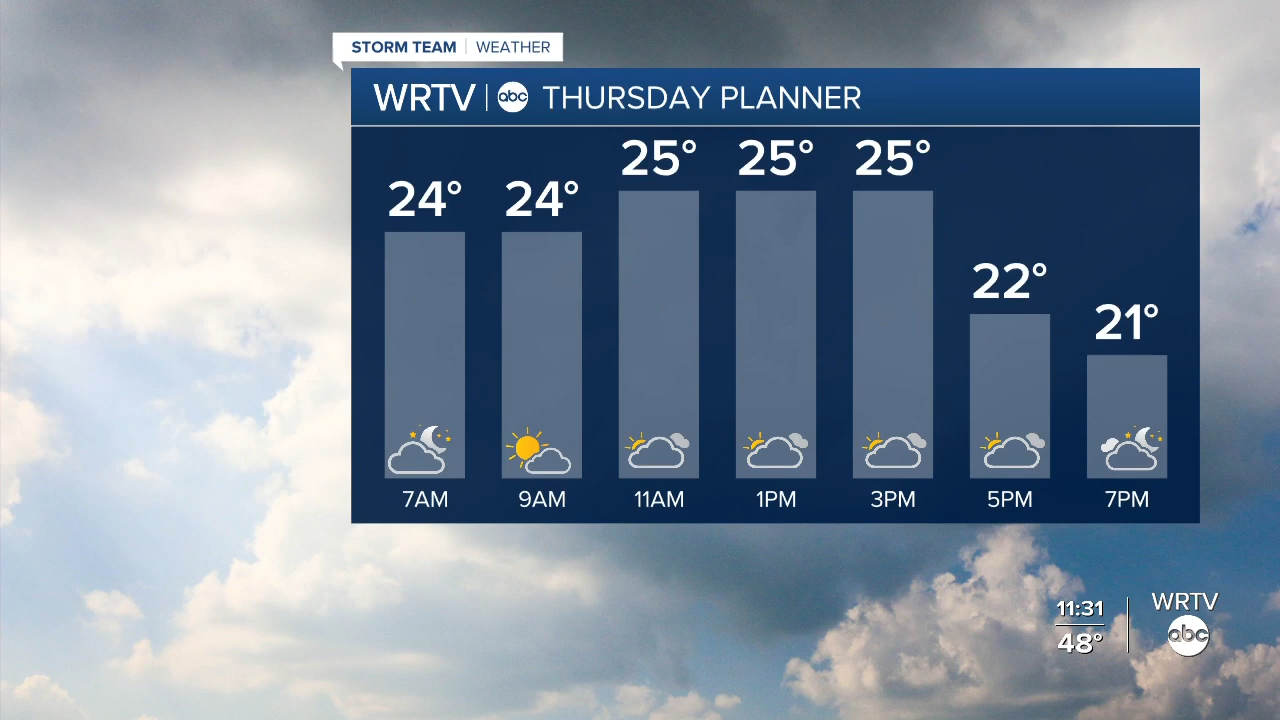 STORM TEAM | WEATHER
WRTV | abc THURSDAY PLANNER
24° 24° 25° 25° 25° 22° 21°
7AM 9AM 11AM 1PM 3PM 5PM 7PM
11:31
48°
WRTV
abc